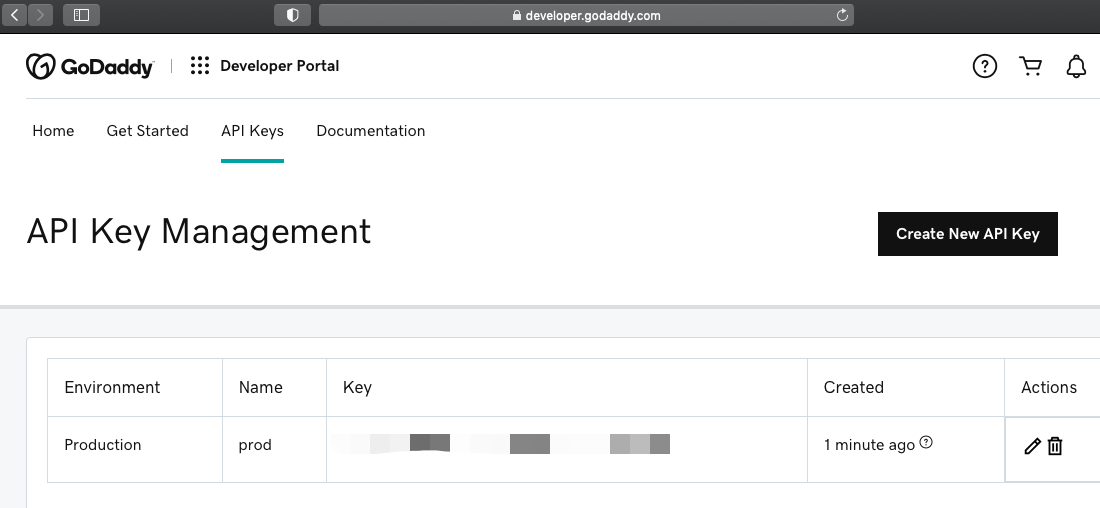 developer.godaddy.com
GoDaddy Developer Portal
Home Get Started API Keys Documentation
API Key Management
Create New API Key
Environment Name Key Created Actions
Production prod 1 minute ago